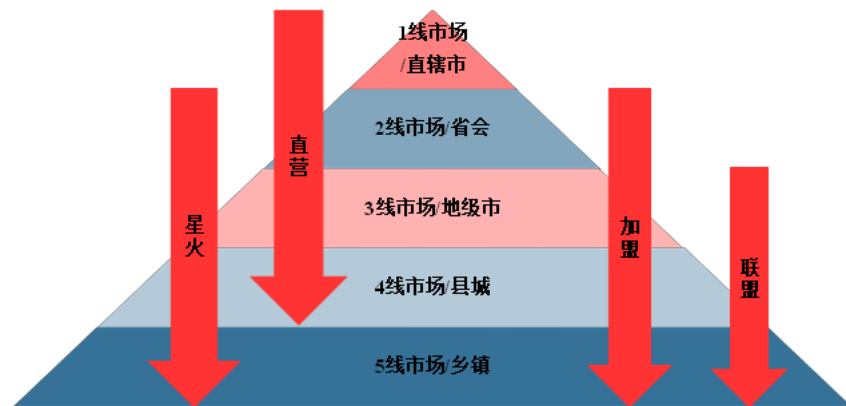 1线市场
/直辖市
2线市场/省会
3线市场/地级市
4线市场/县城
5线市场/乡镇
直营
星火
加盟
联盟